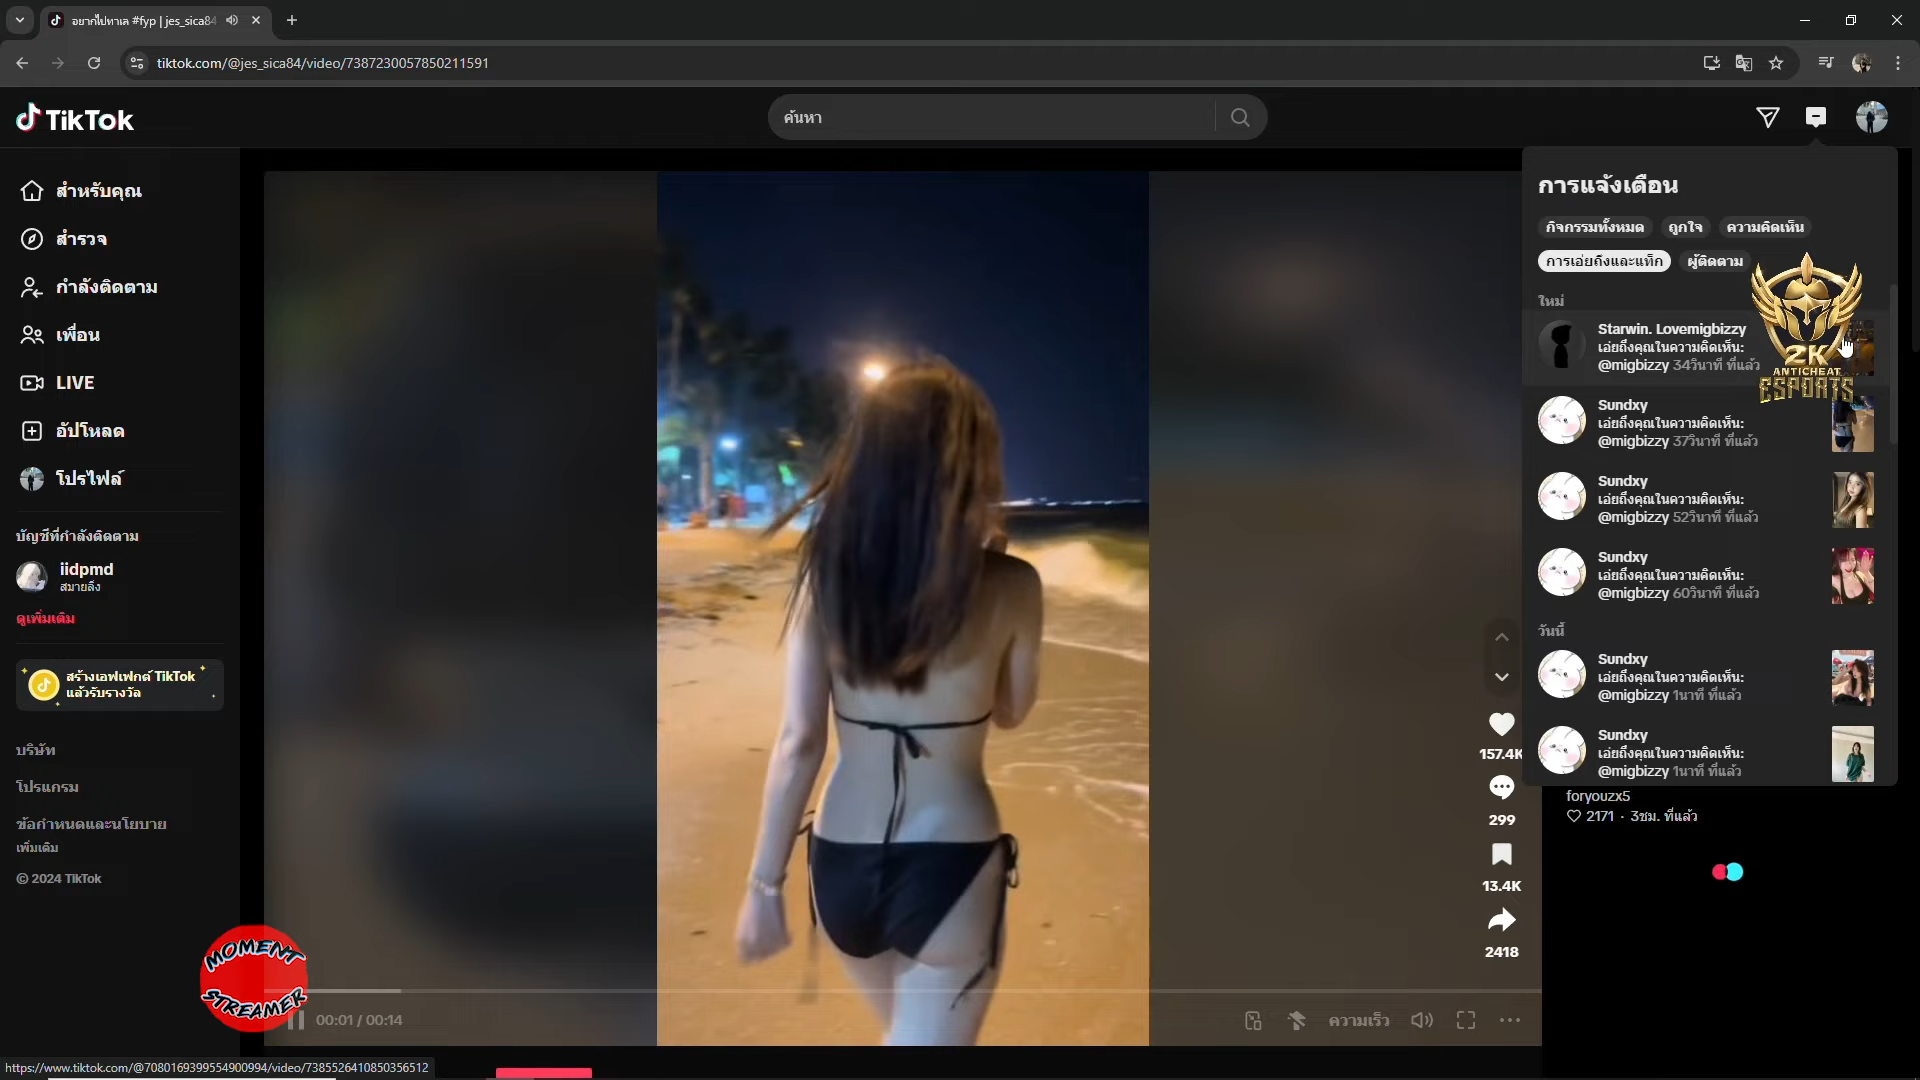 อยากไปทาเล #fyp | jes_sica84
tiktok.com/@jes_sica84/video/7387230057850211591
TikTok
ค้นหา
สำหรับคุณ
สำรวจ
กำลังติดตาม
เพื่อน
LIVE
อัปโหลด
โปรไฟล์
บัญชีที่กำลังติดตาม
iidpmd
สมายลิ้ง
ดูเพิ่มเติม
สร้างเอฟเฟกต์ TikTok
แล้วรับรางวัล
บริษัท
โปรแกรม
ข้อกำหนดและนโยบาย
เพิ่มเติม
© 2024 TikTok
MOMENT
STREAMER
00:01 / 00:14
ความเร็ว
157.4K
299
13.4K
2418
การแจ้งเตือน
กิจกรรมทั้งหมด ถูกใจ ความคิดเห็น
การเอ่ยถึงและแท็ก ผู้ติดตาม
ใหม่
Starwin. Lovemigbizzy
เอ่ยถึงคุณในความคิดเห็น:
@migbizzy 34วินาที ที่แล้ว
2K
ANTICHEAT
ESPORTS
Sundxy
เอ่ยถึงคุณในความคิดเห็น:
@migbizzy 37วินาที ที่แล้ว
Sundxy
เอ่ยถึงคุณในความคิดเห็น:
@migbizzy 52วินาที ที่แล้ว
Sundxy
เอ่ยถึงคุณในความคิดเห็น:
@migbizzy 60วินาที ที่แล้ว
วันนี้
Sundxy
เอ่ยถึงคุณในความคิดเห็น:
@migbizzy 1นาที ที่แล้ว
Sundxy
เอ่ยถึงคุณในความคิดเห็น:
@migbizzy 1นาที ที่แล้ว
foryouzx5
2171 · 3ชม. ที่แล้ว
https://www.tiktok.com/@7080169399554900994/video/7385526410850356512